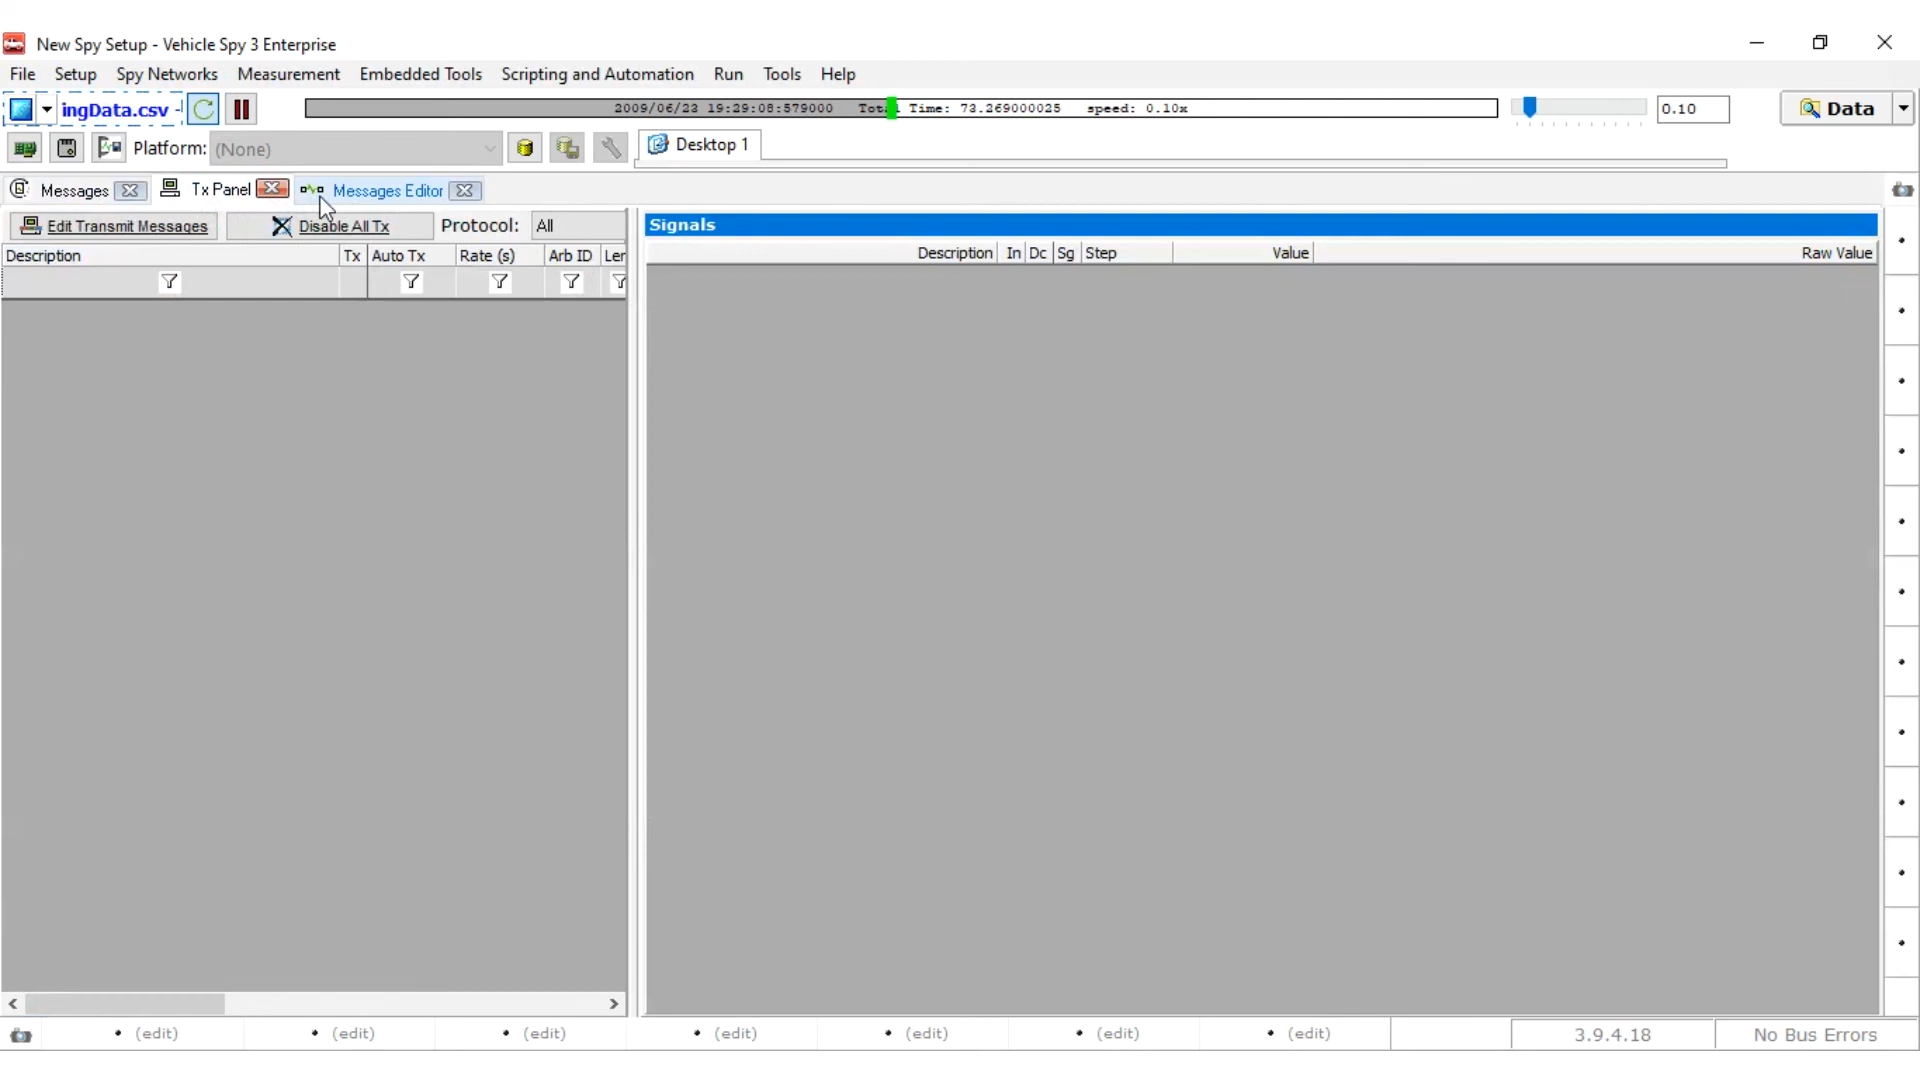 New Spy Setup - Vehicle Spy 3 Enterprise
File Setup Spy Networks Measurement Embedded Tools Scripting and Automation Run Tools Help
ingData.csv - 2009/06/23 19:29:08:579000 Total Time: 73.269000025 speed: 0.10x 0.10 Data
Platform: (None) Desktop 1
Messages Tx Panel Messages Editor
Edit Transmit Messages Disable All Tx Protocol: All Signals
Description Tx Auto Tx Rate (s) Arb ID Len Description In Dc Sg Step Value Raw Value
(edit) (edit) (edit) (edit) (edit) (edit) (edit) 3.9.4.18 No Bus Errors